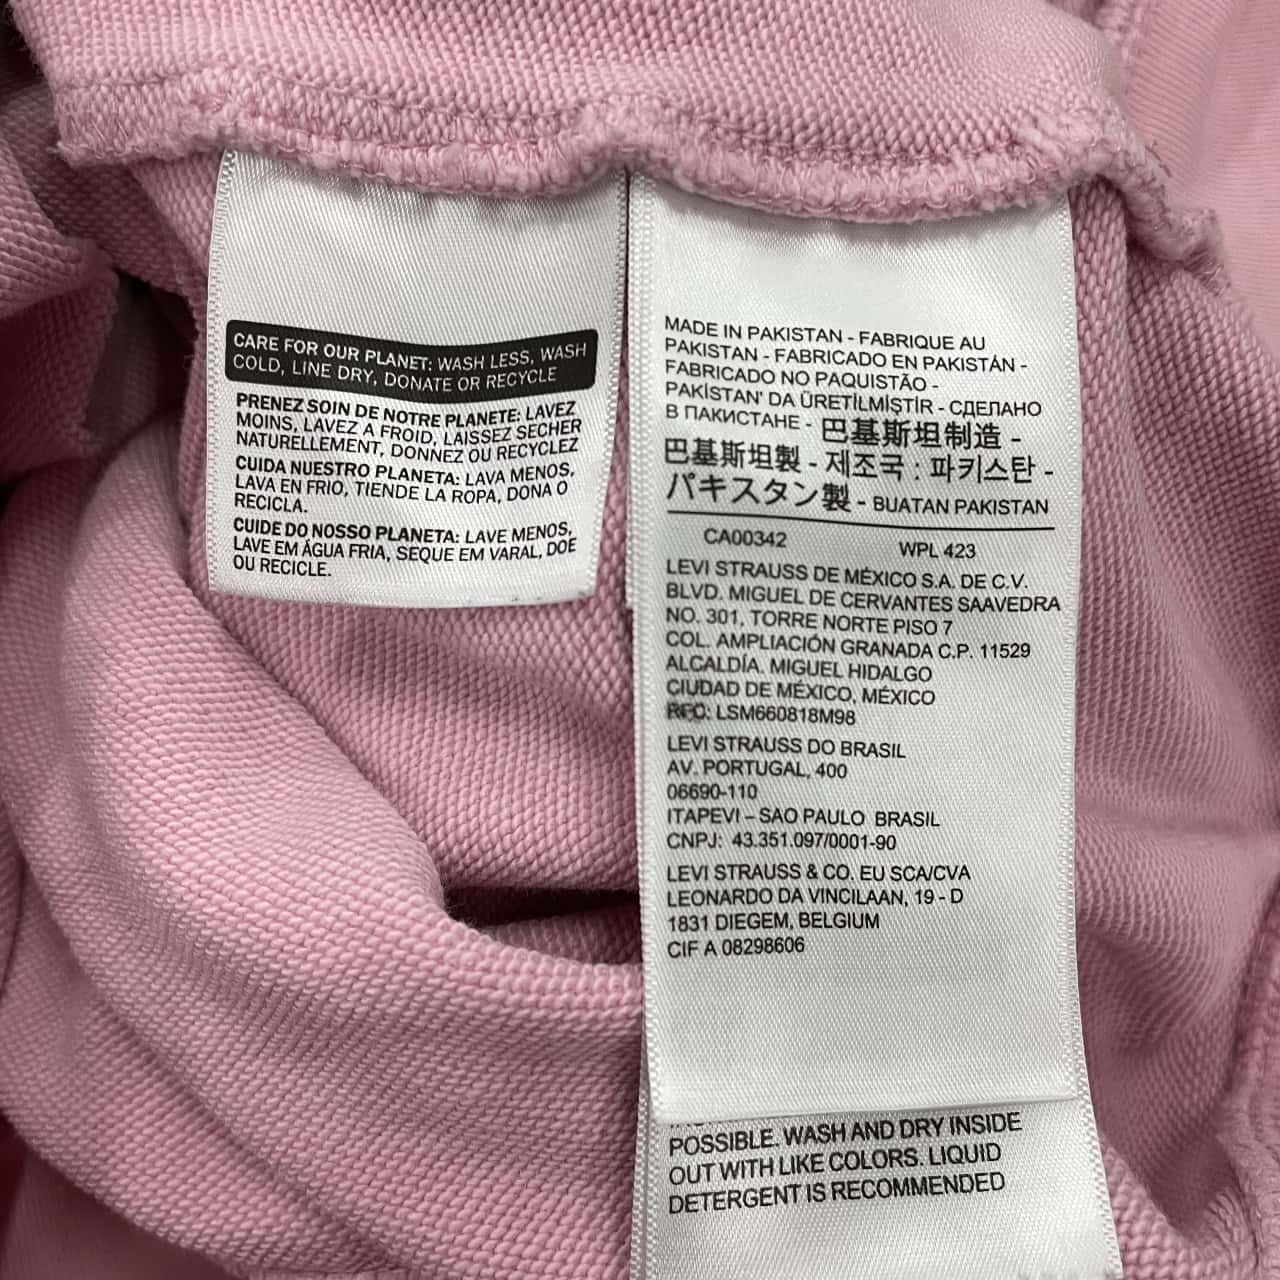 CARE FOR OUR PLANET: WASH LESS, WASH
COLD, LINE DRY, DONATE OR RECYCLE
PRENEZ SOIN DE NOTRE PLANETE: LAVEZ
MOINS, LAVEZ A FROID, LAISSEZ SECHER
NATURELLEMENT, DONNEZ OU RECYCLEZ
CUIDA NUESTRO PLANETA: LAVA MENOS,
LAVA EN FRIO, TIENDE LA ROPA, DONA O
RECICLA.
CUIDE DO NOSSO PLANETA: LAVE MENOS,
LAVE EM ÁGUA FRIA, SEQUE EM VARAL, DOE
OU RECICLE.
MADE IN PAKISTAN - FABRIQUE AU
PAKISTAN - FABRICADO EN PAKISTÁN -
FABRICADO NO PAQUISTÃO -
PAKİSTAN' DA ÜRETİLMİŞTİR - СДЕЛАНО
В ПАКИСТАНЕ - 巴基斯坦制造 -
巴基斯坦製 - 제조국 : 파키스탄 -
パキスタン製 - BUATAN PAKISTAN
CA00342 WPL 423
LEVI STRAUSS DE MÉXICO S.A. DE C.V.
BLVD. MIGUEL DE CERVANTES SAAVEDRA
NO. 301, TORRE NORTE PISO 7
COL. AMPLIACIÓN GRANADA C.P. 11529
ALCALDÍA. MIGUEL HIDALGO
CIUDAD DE MÉXICO, MÉXICO
RFC: LSM660818M98
LEVI STRAUSS DO BRASIL
AV. PORTUGAL, 400
06690-110
ITAPEVI – SAO PAULO BRASIL
CNPJ: 43.351.097/0001-90
LEVI STRAUSS & CO. EU SCA/CVA
LEONARDO DA VINCILAAN, 19 - D
1831 DIEGEM, BELGIUM
CIF A 08298606
POSSIBLE. WASH AND DRY INSIDE
OUT WITH LIKE COLORS. LIQUID
DETERGENT IS RECOMMENDED